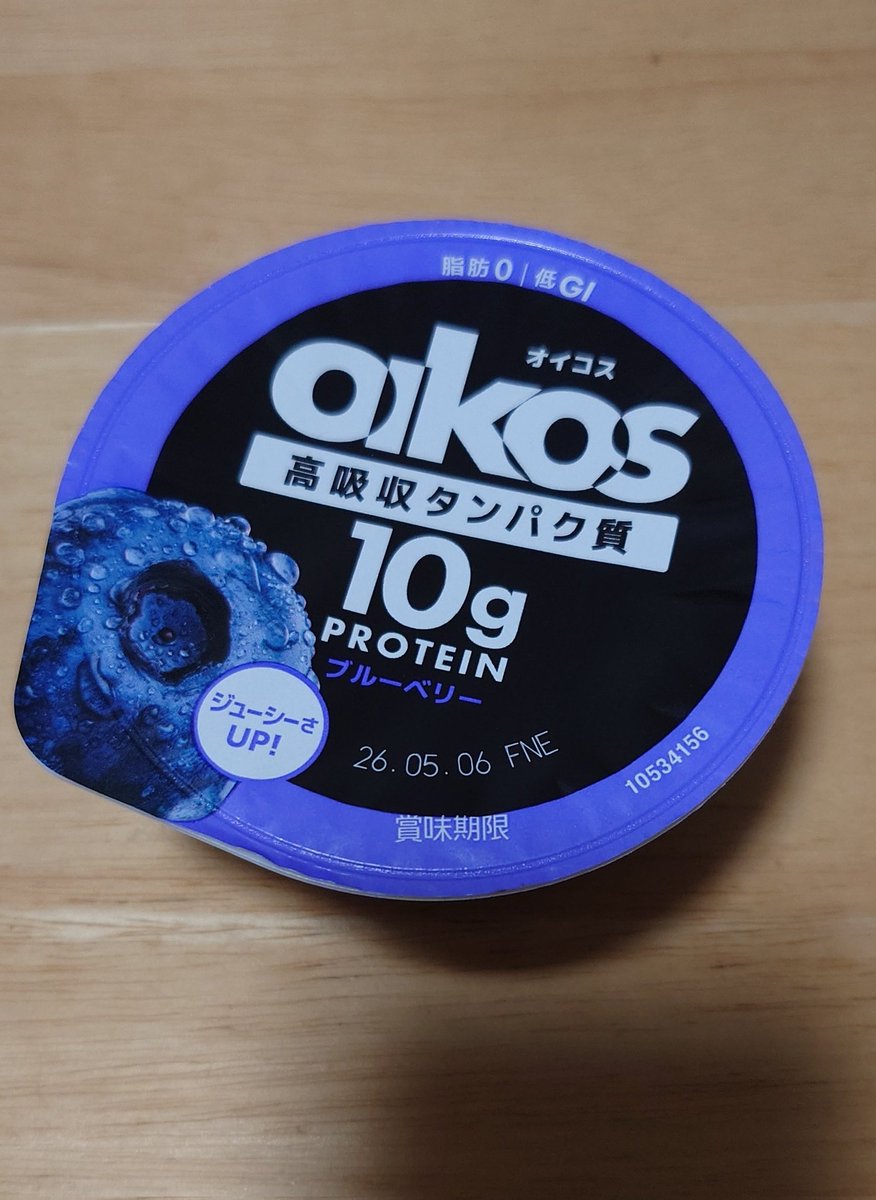 脂肪0 | 低GI
オイコス
oikos
高吸収タンパク質
10g
PROTEIN
ブルーベリー
ジューシーさ
UP!
26.05.06 FNE
10534156
賞味期限